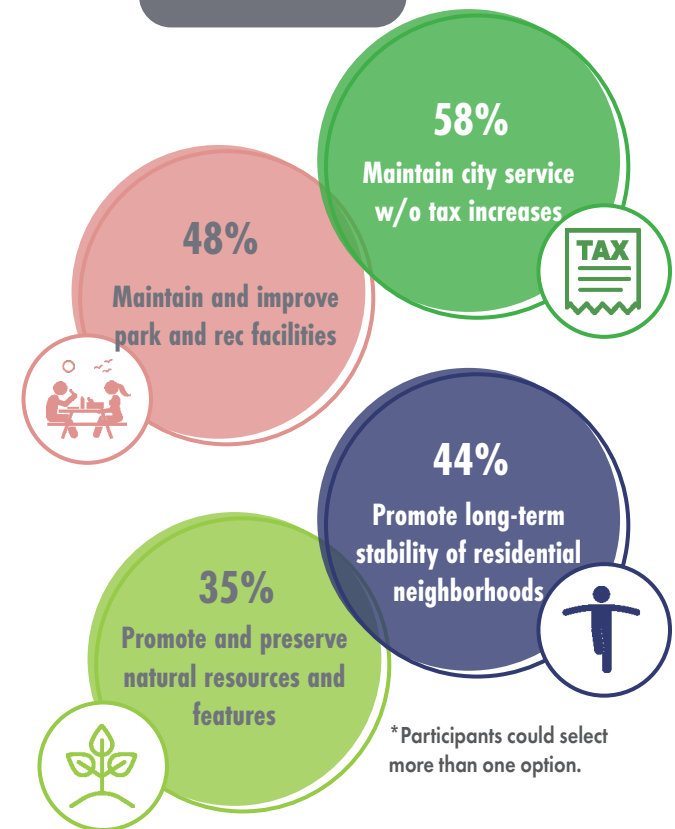 58%
Maintain city service
w/o tax increases
TAX
48%
Maintain and improve
park and rec facilities
44%
Promote long-term
stability of residential
neighborhoods
35%
Promote and preserve
natural resources and
features
*Participants could select
more than one option.